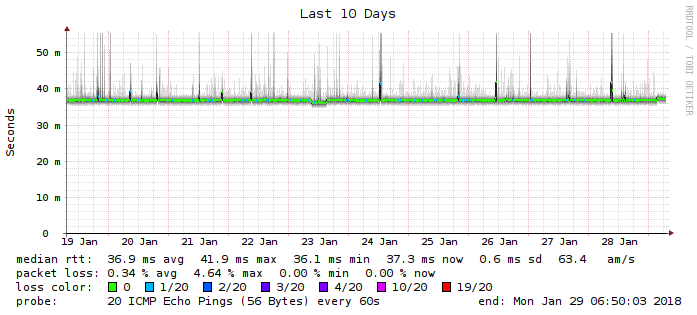 Last 10 Days
RRDTOOL / TOBI OETIKER
Seconds
50 m
40 m
30 m
20 m
10 m
0
19 Jan 20 Jan 21 Jan 22 Jan 23 Jan 24 Jan 25 Jan 26 Jan 27 Jan 28 Jan
median rtt: 36.9 ms avg 41.9 ms max 36.1 ms min 37.3 ms now 0.6 ms sd 63.4 am/s
packet loss: 0.34 % avg 4.64 % max 0.00 % min 0.00 % now
loss color: 0 1/20 2/20 3/20 4/20 10/20 19/20
probe: 20 ICMP Echo Pings (56 Bytes) every 60s end: Mon Jan 29 06:50:03 2018